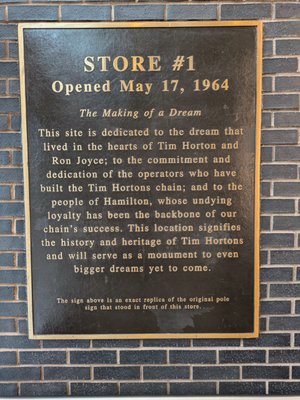 STORE #1
Opened May 17, 1964
The Making of a Dream
This site is dedicated to the dream that
lived in the hearts of Tim Horton and
Ron Joyce; to the commitment and
dedication of the operators who have
built the Tim Hortons chain; and to the
people of Hamilton, whose undying
loyalty has been the backbone of our
chain's success. This location signifies
the history and heritage of Tim Hortons
and will serve as a monument to even
bigger dreams yet to come.
The sign above is an exact replica of the original pole
sign that stood in front of this store.